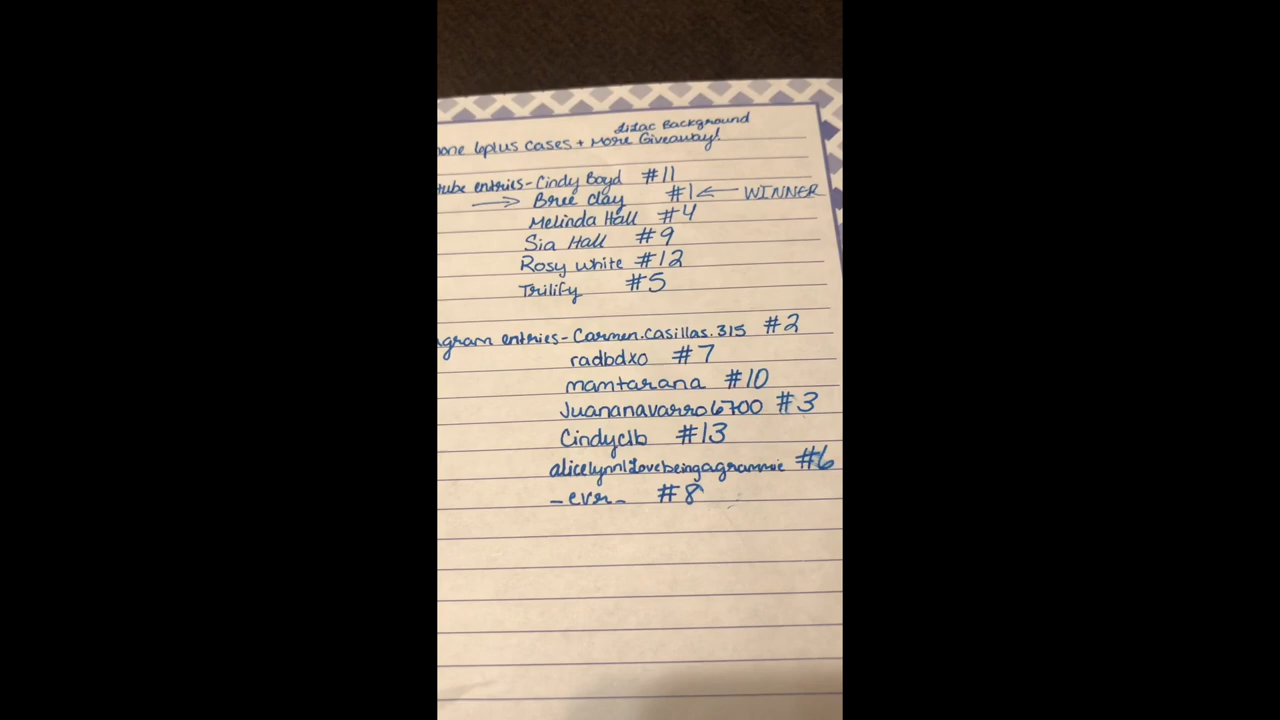 Lilac Background
one 6plus cases + More Giveaway!
tube entries - Cindy Boyd #11
→ Bree Clay #1 ← WINNER
Melinda Hall #4
Sia Hall #9
Rosy White #12
Trilify #5
gram entries - Carmen.Casillas.315 #2
radbdxo #7
mamtarana #10
Juananavarro6700 #3
Cindyclb #13
alicelynnilovebeingagrammie #6
-evr- #8